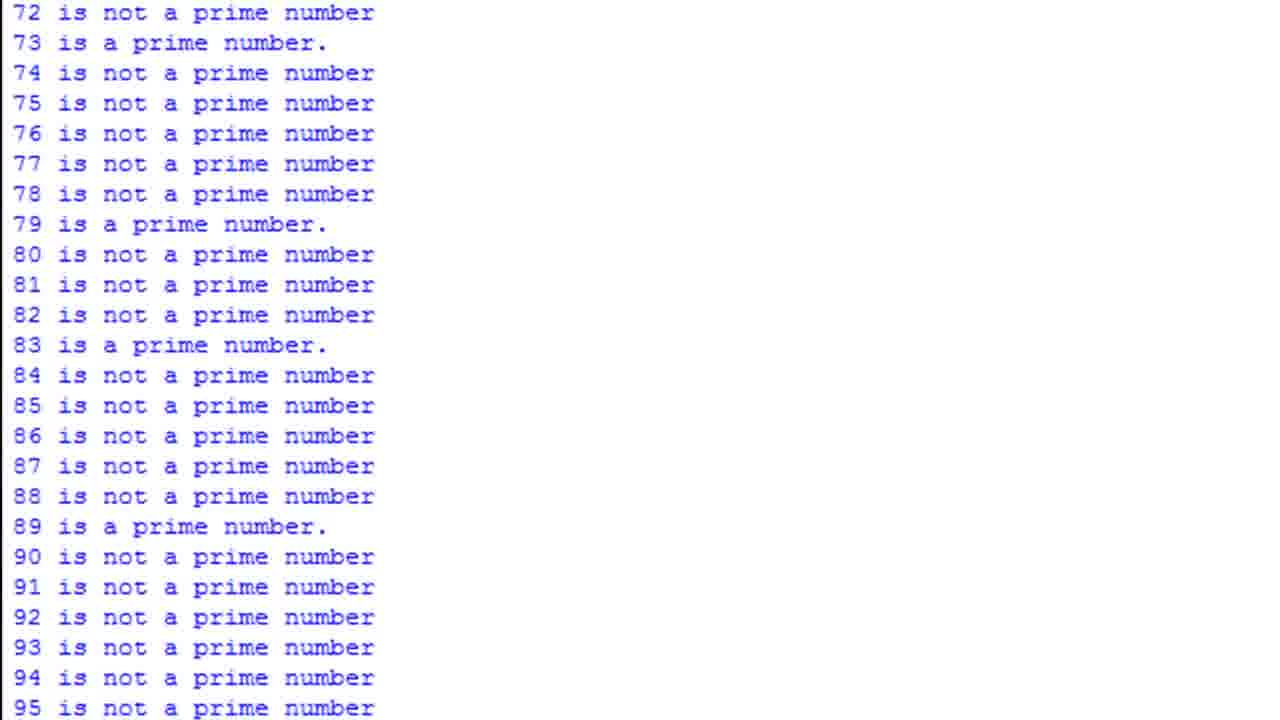 72 is not a prime number
73 is a prime number.
74 is not a prime number
75 is not a prime number
76 is not a prime number
77 is not a prime number
78 is not a prime number
79 is a prime number.
80 is not a prime number
81 is not a prime number
82 is not a prime number
83 is a prime number.
84 is not a prime number
85 is not a prime number
86 is not a prime number
87 is not a prime number
88 is not a prime number
89 is a prime number.
90 is not a prime number
91 is not a prime number
92 is not a prime number
93 is not a prime number
94 is not a prime number
95 is not a prime number